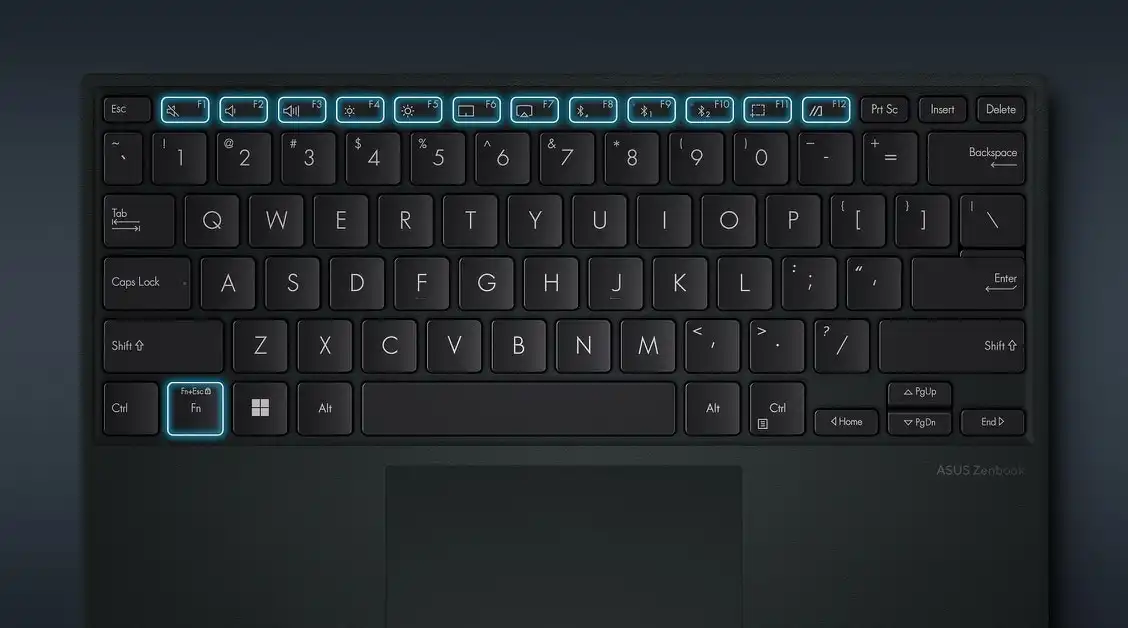 Esc F1 F2 F3 F4 F5 F6 F7 F8 F9 F10 F11 F12 Prt Sc Insert Delete
~ ` ! 1 @ 2 # 3 $ 4 % 5 ^ 6 & 7 * 8 ( 9 ) 0 _ - + = Backspace
Tab Q W E R T Y U I O P { [ } ] | \
Caps Lock A S D F G H J K L : ; “ ' Enter
Shift Z X C V B N M < , > . ? / Shift
Ctrl Fn+Esc Fn Alt Alt Ctrl Home PgUp PgDn End
ASUS Zenbook